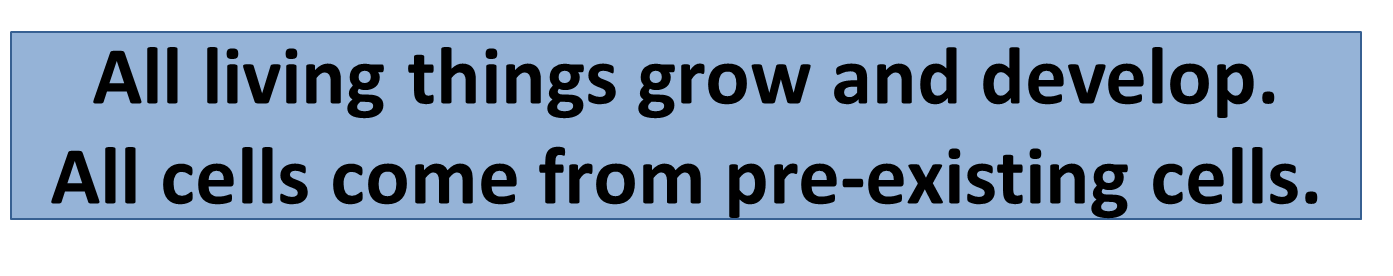 All living things grow and develop.
All cells come from pre-existing cells.